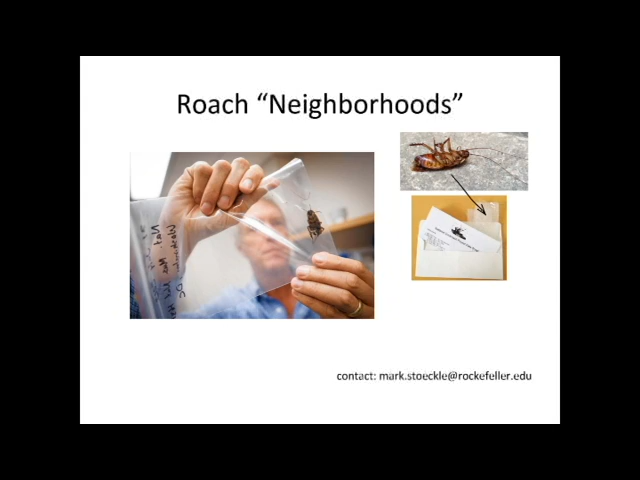 Roach “Neighborhoods”
contact: mark.stoeckle@rockefeller.edu